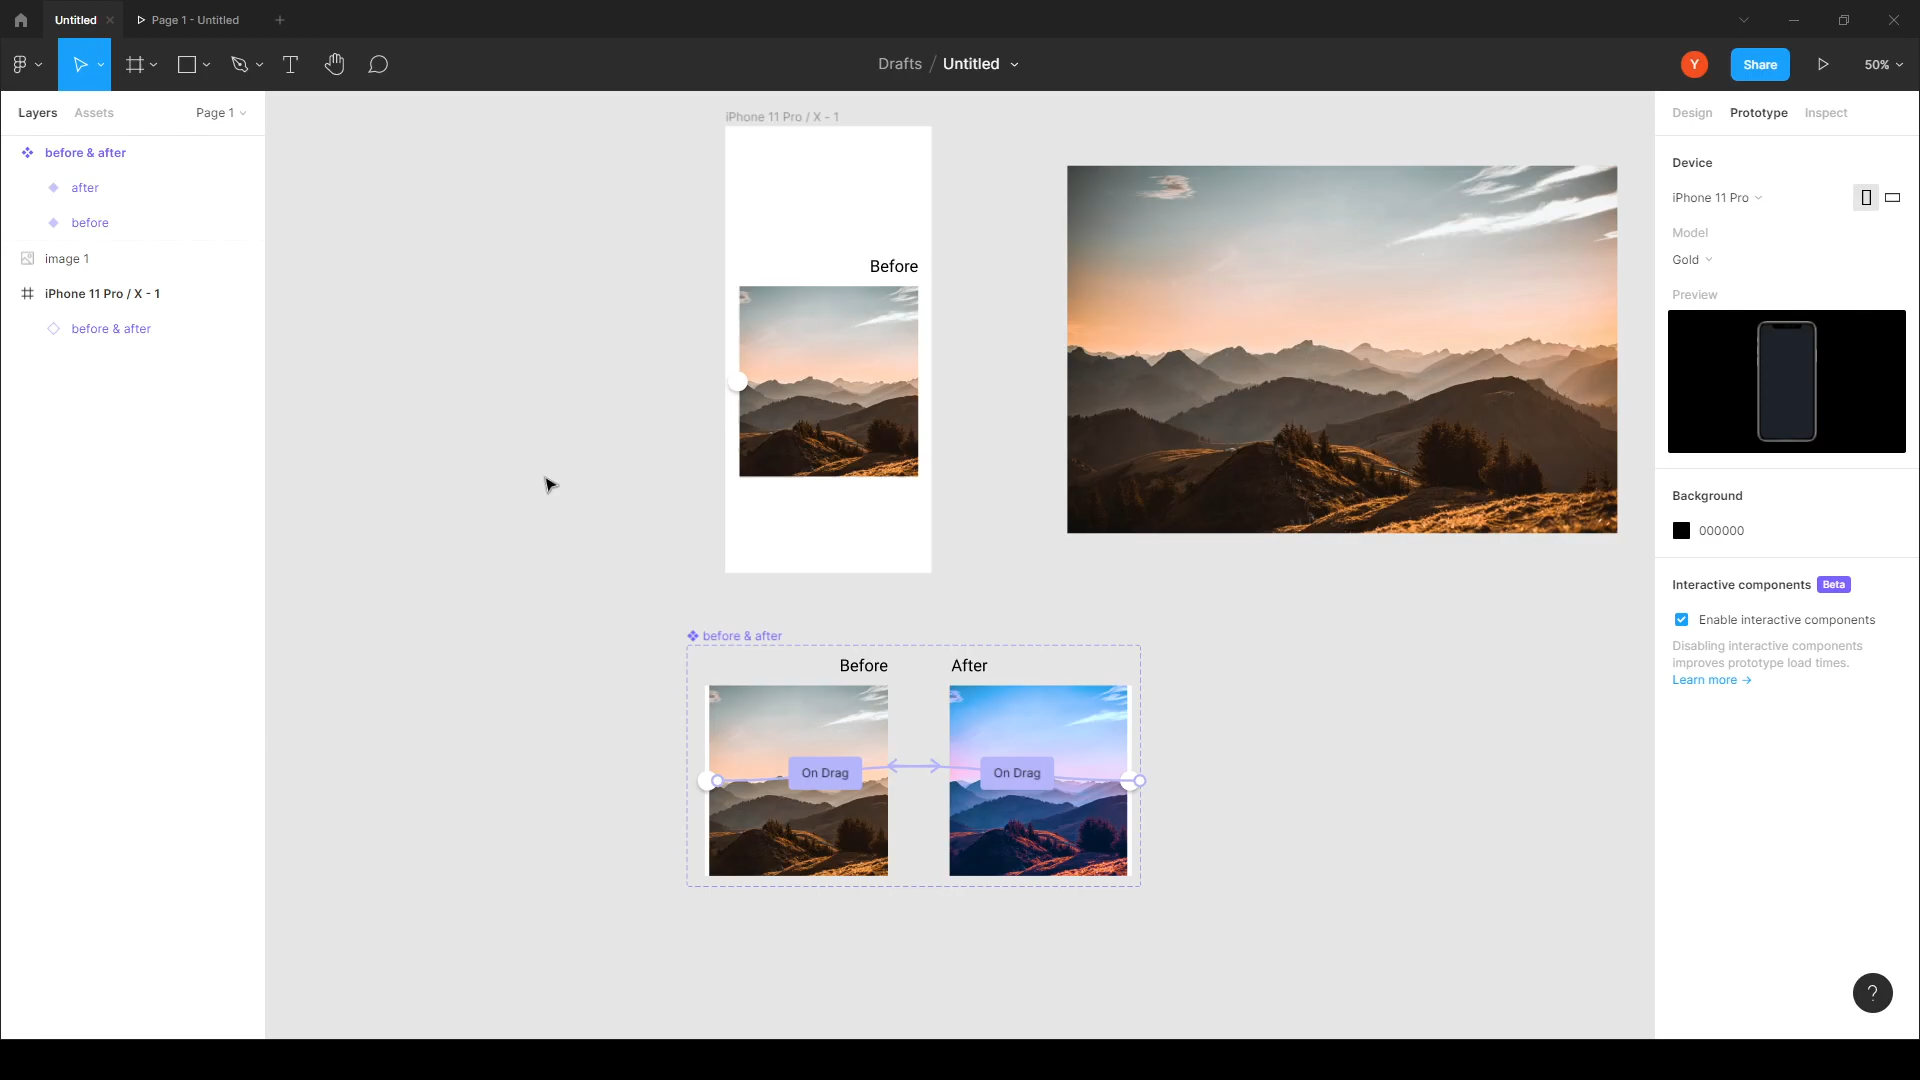 Untitled
Page 1 - Untitled
Drafts / Untitled
Y
Share
50%
Layers
Assets
Page 1
before & after
after
before
image 1
iPhone 11 Pro / X - 1
before & after
iPhone 11 Pro / X - 1
Before
before & after
Before
After
On Drag
On Drag
Design
Prototype
Inspect
Device
iPhone 11 Pro
Model
Gold
Preview
Background
000000
Interactive components
Beta
Enable interactive components
Disabling interactive components
improves prototype load times.
Learn more →
?